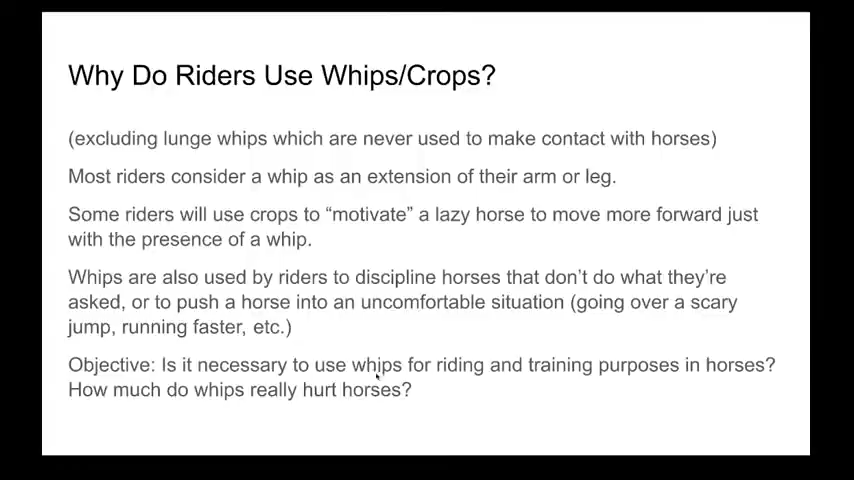 Why Do Riders Use Whips/Crops?
(excluding lunge whips which are never used to make contact with horses)
Most riders consider a whip as an extension of their arm or leg.
Some riders will use crops to “motivate” a lazy horse to move more forward just
with the presence of a whip.
Whips are also used by riders to discipline horses that don’t do what they’re
asked, or to push a horse into an uncomfortable situation (going over a scary
jump, running faster, etc.)
Objective: Is it necessary to use whips for riding and training purposes in horses?
How much do whips really hurt horses?